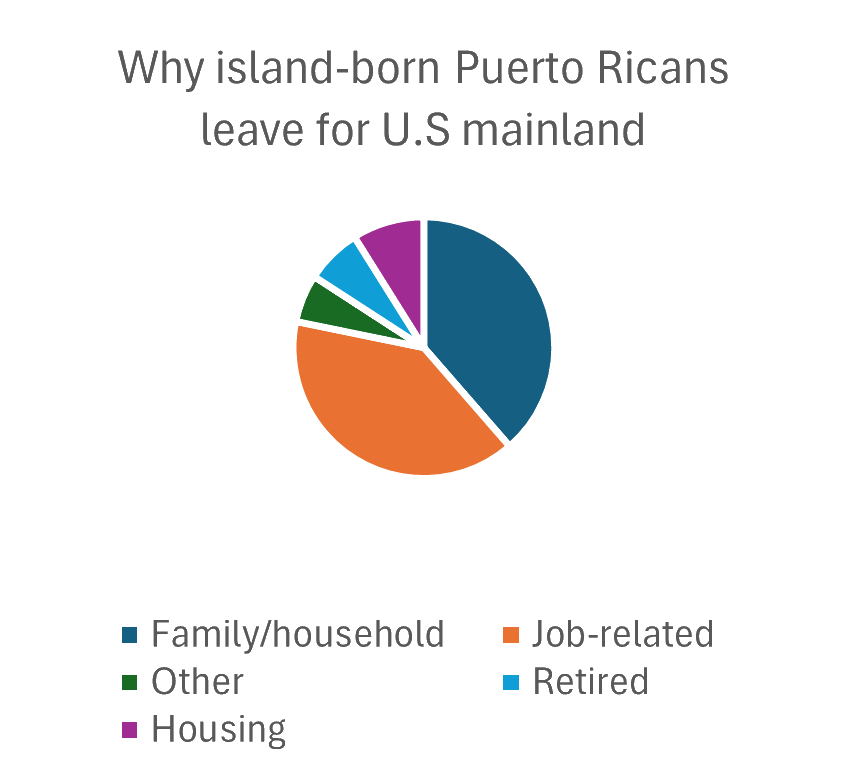 Why island-born Puerto Ricans
leave for U.S mainland
Family/household
Job-related
Other
Retired
Housing